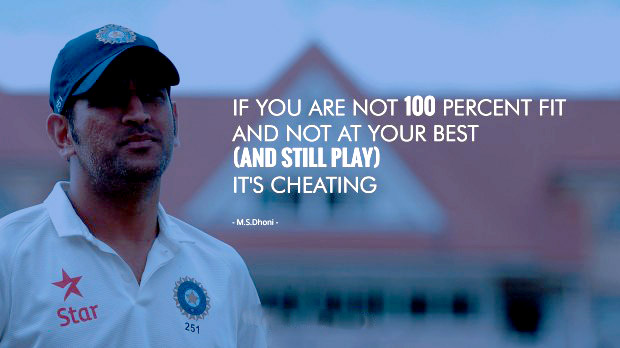 IF YOU ARE NOT 100 PERCENT FIT
AND NOT AT YOUR BEST
(AND STILL PLAY)
IT'S CHEATING
- M.S.Dhoni -
Star
251